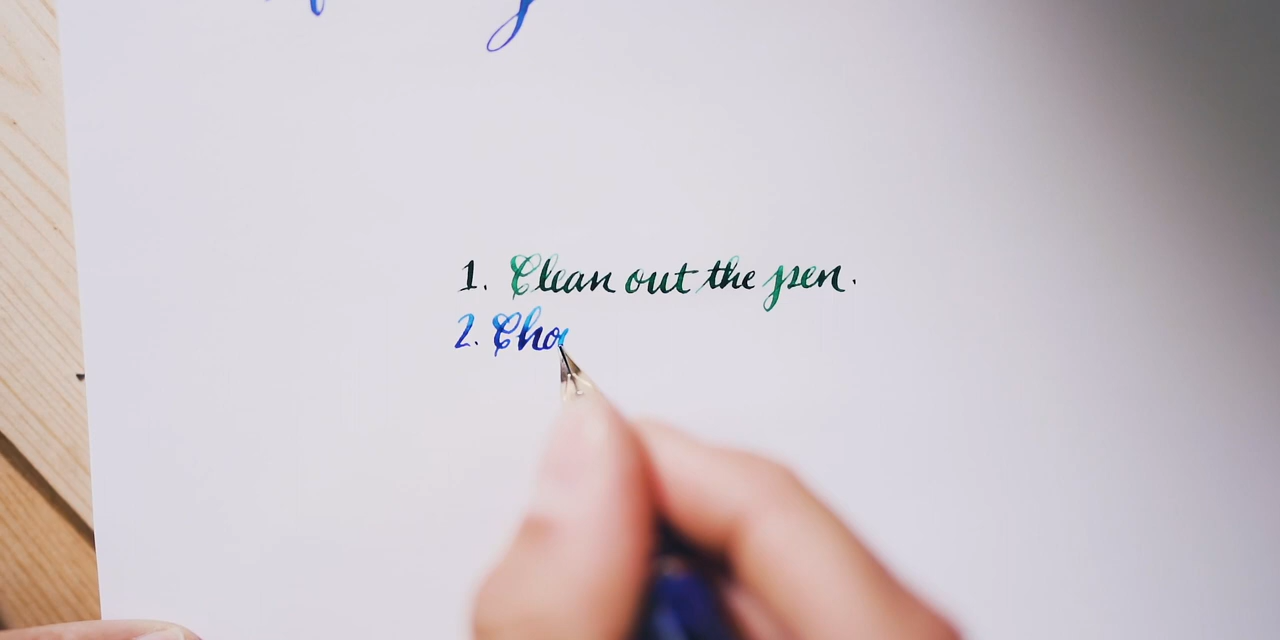 1. Clean out the pen.
2. Cho